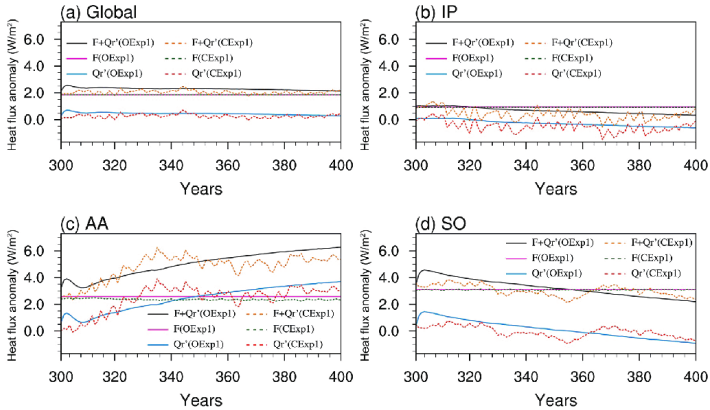 (a) Global
Heat flux anomaly (W/m²)
6.0
4.0
2.0
0.0
F+Qr'(OExp1) F+Qr'(CExp1)
F(OExp1) F(CExp1)
Qr'(OExp1) Qr'(CExp1)
300 320 340 360 380 400
Years
(b) IP
Heat flux anomaly (W/m²)
6.0
4.0
2.0
0.0
F+Qr'(OExp1) F+Qr'(CExp1)
F(OExp1) F(CExp1)
Qr'(OExp1) Qr'(CExp1)
300 320 340 360 380 400
Years
(c) AA
Heat flux anomaly (W/m²)
6.0
4.0
2.0
0.0
F+Qr'(OExp1) F+Qr'(CExp1)
F(OExp1) F(CExp1)
Qr'(OExp1) Qr'(CExp1)
300 320 340 360 380 400
Years
(d) SO
Heat flux anomaly (W/m²)
6.0
4.0
2.0
0.0
F+Qr'(OExp1) F+Qr'(CExp1)
F(OExp1) F(CExp1)
Qr'(OExp1) Qr'(CExp1)
300 320 340 360 380 400
Years